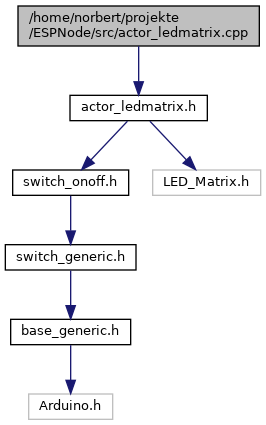 /home/norbert/projekte
/ESPNode/src/actor_ledmatrix.cpp
actor_ledmatrix.h
switch_onoff.h
LED_Matrix.h
switch_generic.h
base_generic.h
Arduino.h